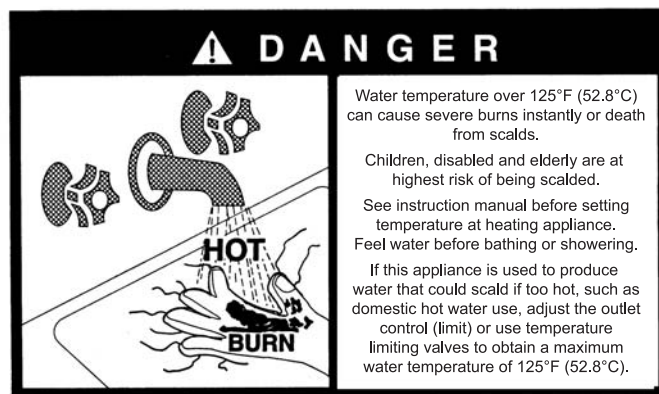 DANGER
HOT
BURN
Water temperature over 125°F (52.8°C)
can cause severe burns instantly or death
from scalds.
Children, disabled and elderly are at
highest risk of being scalded.
See instruction manual before setting
temperature at heating appliance.
Feel water before bathing or showering.
If this appliance is used to produce
water that could scald if too hot, such as
domestic hot water use, adjust the outlet
control (limit) or use temperature
limiting valves to obtain a maximum
water temperature of 125°F (52.8°C).